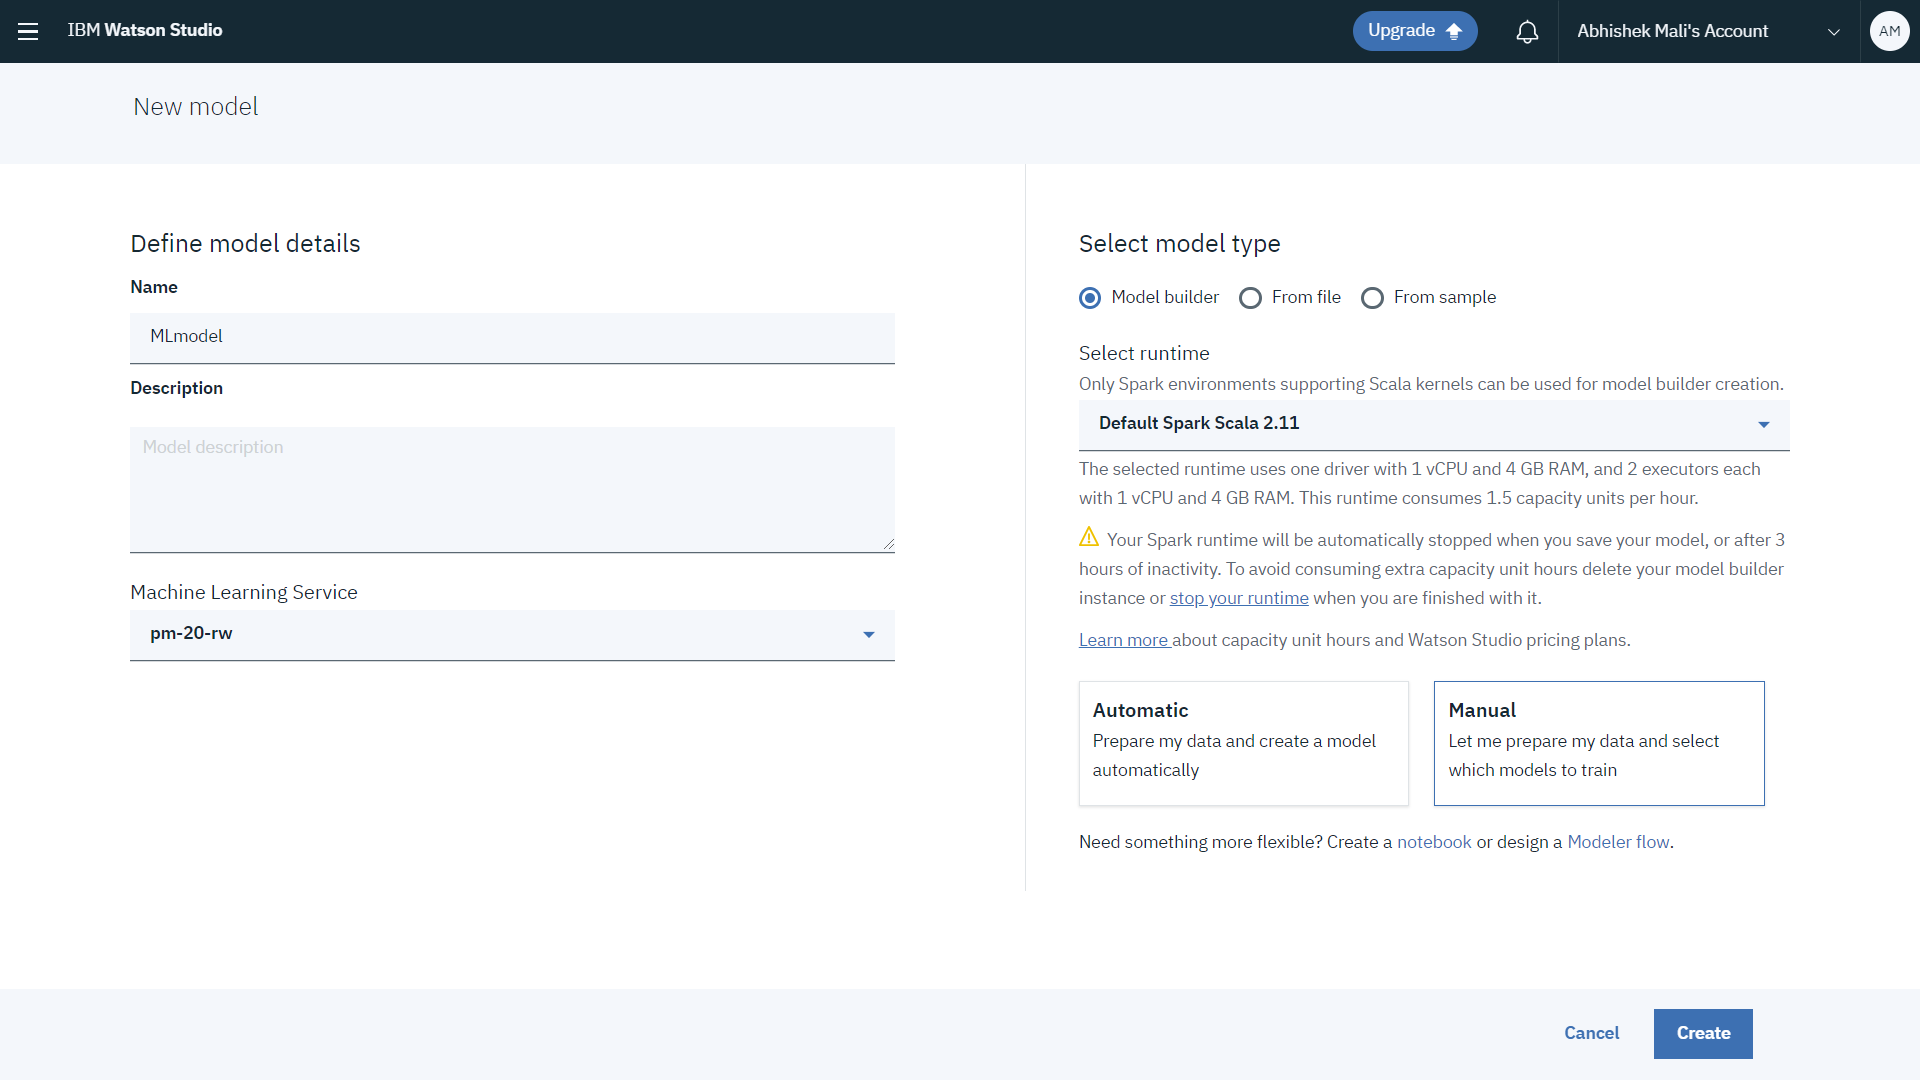 IBM Watson Studio
Upgrade
Abhishek Mali's Account
AM
New model
Define model details
Name
MLmodel
Description
Model description
Machine Learning Service
pm-20-rw
Select model type
Model builder
From file
From sample
Select runtime
Only Spark environments supporting Scala kernels can be used for model builder creation.
Default Spark Scala 2.11
The selected runtime uses one driver with 1 vCPU and 4 GB RAM, and 2 executors each
with 1 vCPU and 4 GB RAM. This runtime consumes 1.5 capacity units per hour.
Your Spark runtime will be automatically stopped when you save your model, or after 3
hours of inactivity. To avoid consuming extra capacity unit hours delete your model builder
instance or stop your runtime when you are finished with it.
Learn more about capacity unit hours and Watson Studio pricing plans.
Automatic
Prepare my data and create a model
automatically
Manual
Let me prepare my data and select
which models to train
Need something more flexible? Create a notebook or design a Modeler flow.
Cancel
Create